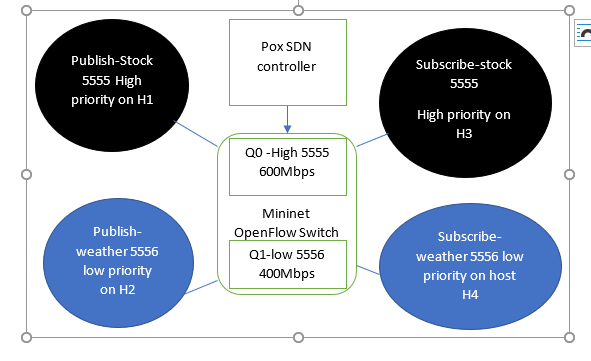 Publish-Stock
5555 High
priority on H1
Pox SDN
controller
Subscribe-stock
5555
High priority on
H3
Q0 -High 5555
600Mbps
Mininet
OpenFlow Switch
Q1-low 5556
400Mbps
Publish-
weather 5556
low priority
on H2
Subscribe-
weather 5556 low
priority on host
H4